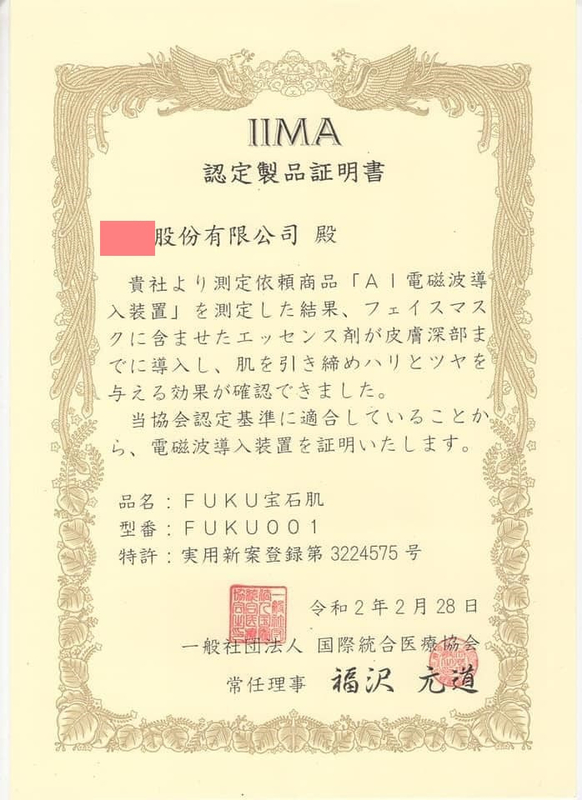 IIMA
認定製品証明書
股份有限公司 殿
貴社より測定依頼商品「AI電磁波導
入装置」を測定した結果、フェイスマス
クに含ませたエッセンス剤が皮膚深部ま
でに導入し、肌を引き締めハリとツヤを
与える効果が確認できました。
当協会認定基準に適合していることか
ら、電磁波導入装置を証明いたします。
品名:FUKU宝石肌
型番:FUKU001
特許:実用新案登録第 3224575 号
令和2年2月28日
一般社団法人 国際統合医療協会
常任理事 福沢 元道